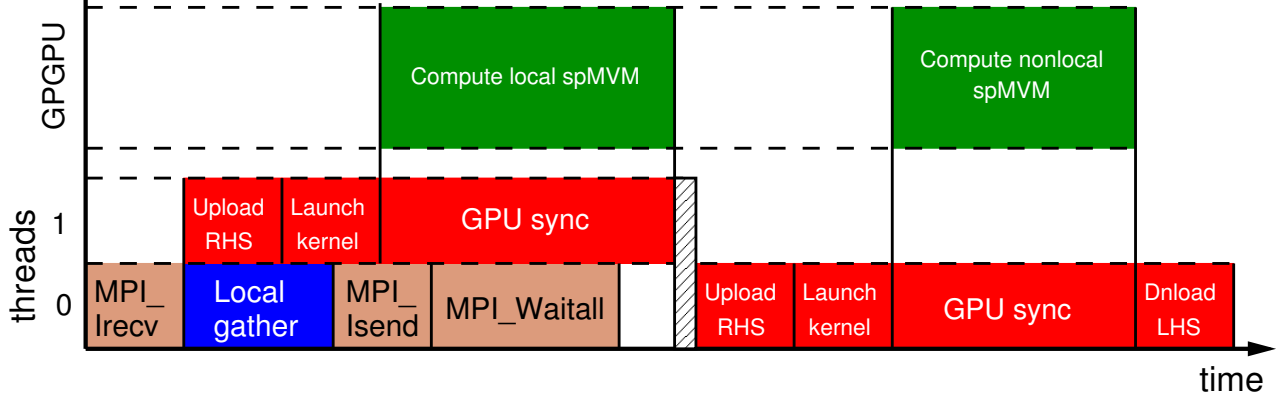 GPGPU
Compute local spMVM
Compute nonlocal
spMVM
threads
1
Upload
RHS
Launch
kernel
GPU sync
0
MPI_
Irecv
Local
gather
MPI_
Isend
MPI_Waitall
Upload
RHS
Launch
kernel
GPU sync
Dnload
LHS
time